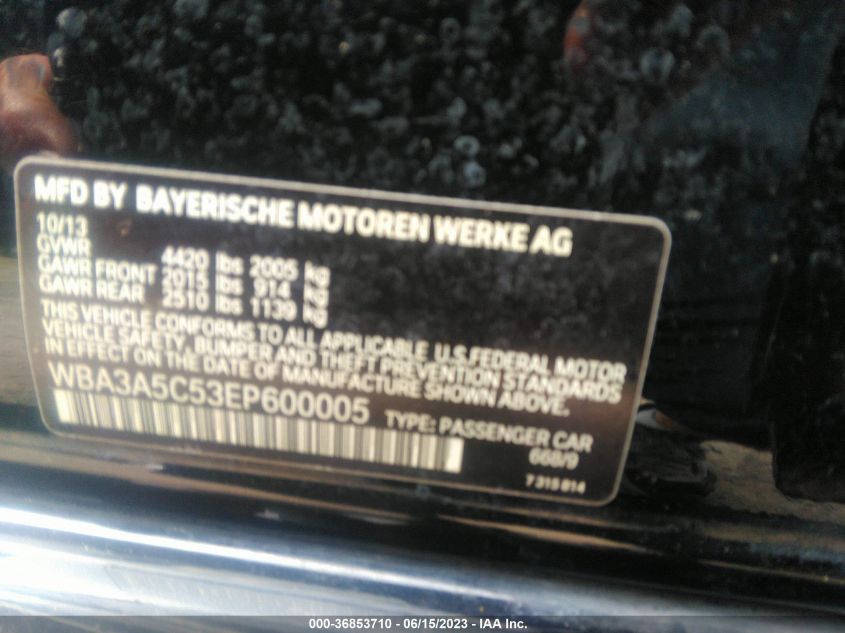 MFD BY BAYERISCHE MOTOREN WERKE AG
10/13
GVWR 4420 lbs 2005 kg
GAWR FRONT 2015 lbs 914 kg
GAWR REAR 2510 lbs 1139 kg
THIS VEHICLE CONFORMS TO ALL APPLICABLE U.S.FEDERAL MOTOR
VEHICLE SAFETY, BUMPER AND THEFT PREVENTION STANDARDS
IN EFFECT ON THE DATE OF MANUFACTURE SHOWN ABOVE.
WBA3A5C53EP600005 TYPE: PASSENGER CAR
668/9
7 315 814
000-36853710 - 06/15/2023 - IAA Inc.